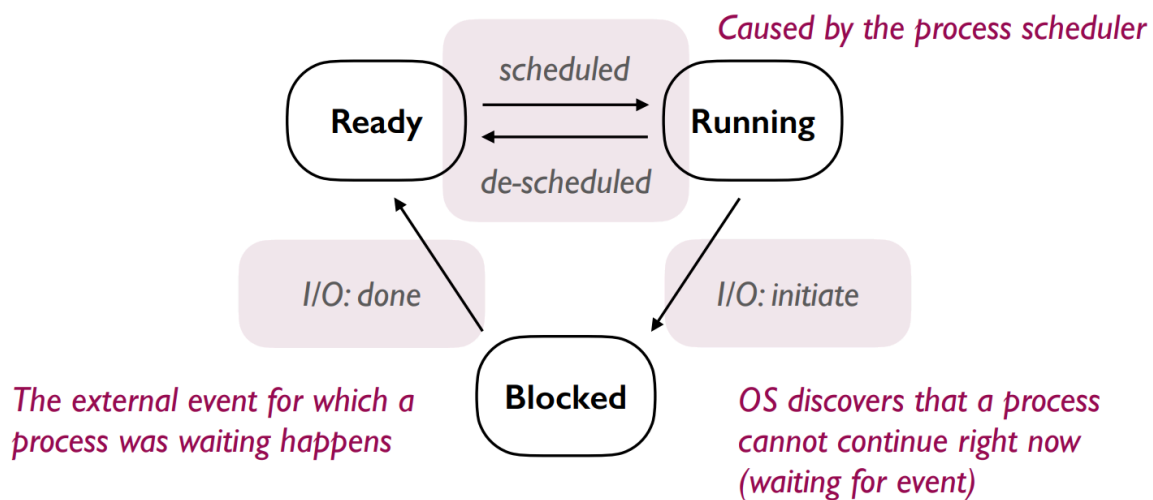 Caused by the process scheduler
scheduled
Ready
Running
de-scheduled
I/O: done
I/O: initiate
Blocked
The external event for which a
process was waiting happens
OS discovers that a process
cannot continue right now
(waiting for event)